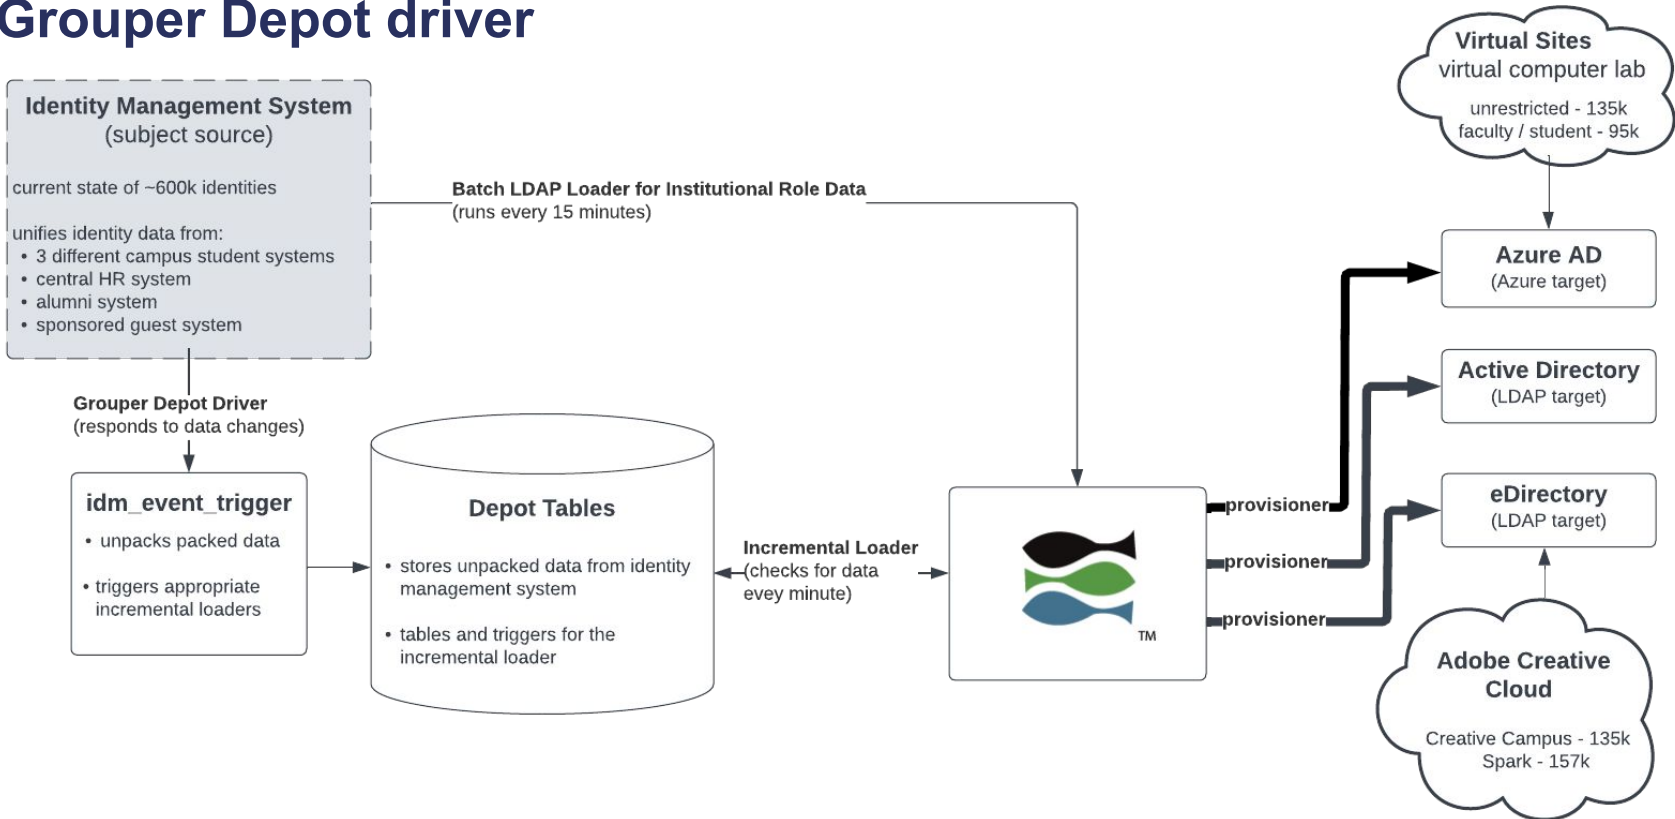 Grouper Depot driver
Identity Management System
(subject source)
current state of ~600k identities
unifies identity data from:
• 3 different campus student systems
• central HR system
• alumni system
• sponsored guest system
Batch LDAP Loader for Institutional Role Data
(runs every 15 minutes)
Grouper Depot Driver
(responds to data changes)
idm_event_trigger
• unpacks packed data
• triggers appropriate
incremental loaders
Depot Tables
• stores unpacked data from identity
management system
• tables and triggers for the
incremental loader
Incremental Loader
(checks for data
evey minute)
TM
provisioner
provisioner
provisioner
Virtual Sites
virtual computer lab
unrestricted - 135k
faculty / student - 95k
Azure AD
(Azure target)
Active Directory
(LDAP target)
eDirectory
(LDAP target)
Adobe Creative
Cloud
Creative Campus - 135k
Spark - 157k